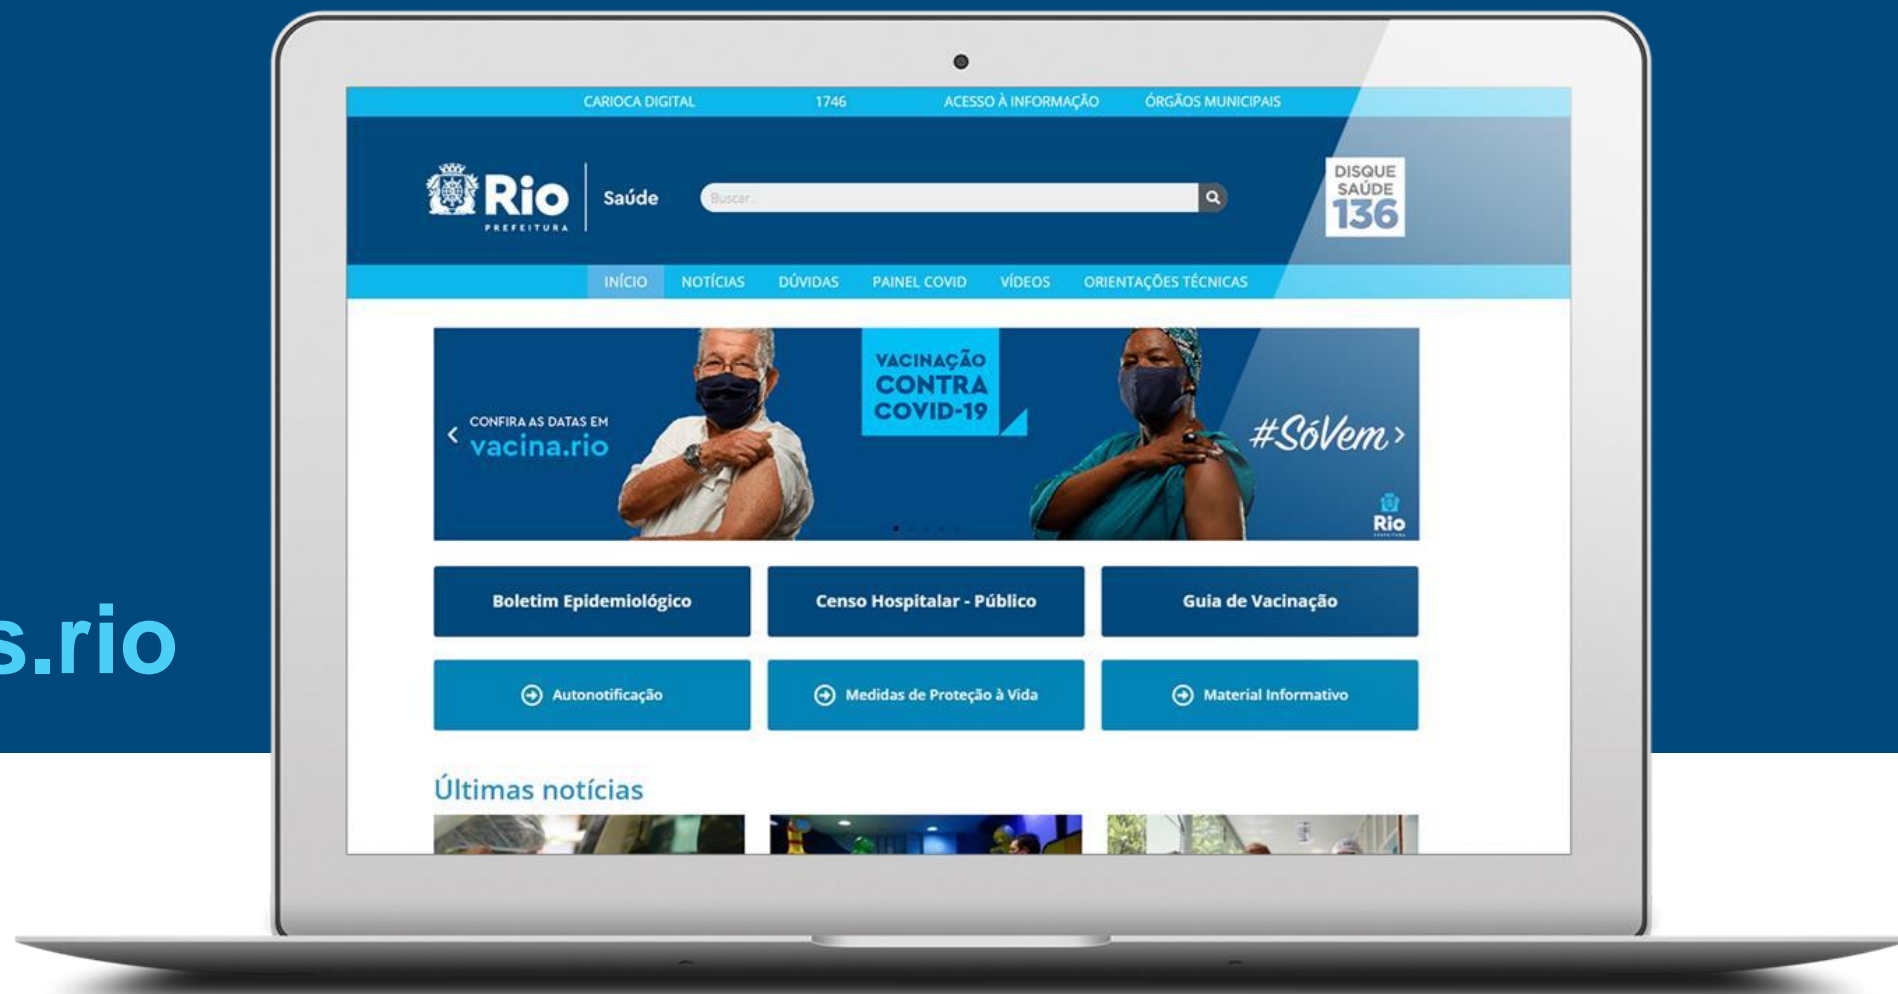 CARIOCA DIGITAL 1746 ACESSO À INFORMAÇÃO ÓRGÃOS MUNICIPAIS
Rio
PREFEITURA
Saúde
Buscar...
DISQUE
SAÚDE
136
INÍCIO NOTÍCIAS DÚVIDAS PAINEL COVID VÍDEOS ORIENTAÇÕES TÉCNICAS
CONFIRA AS DATAS EM
vacina.rio
VACINAÇÃO
CONTRA
COVID-19
#SóVem
Rio
PREFEITURA
Boletim Epidemiológico Censo Hospitalar - Público Guia de Vacinação
s.rio
Autonotificação Medidas de Proteção à Vida Material Informativo
Últimas notícias